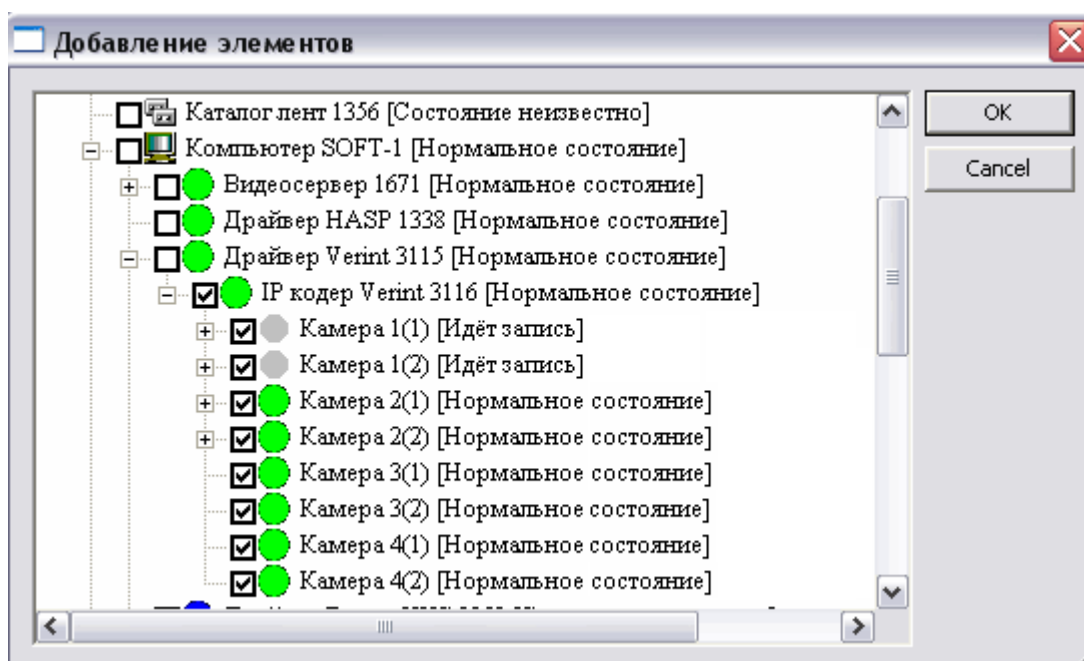 Добавление элементов
Каталог лент 1356 [Состояние неизвестно]
OK
Компьютер SOFT-1 [Нормальное состояние]
Cancel
Видеосервер 1671 [Нормальное состояние]
Драйвер HASP 1338 [Нормальное состояние]
Драйвер Verint 3115 [Нормальное состояние]
IP кодер Verint 3116 [Нормальное состояние]
Камера 1(1) [Идёт запись]
Камера 1(2) [Идёт запись]
Камера 2(1) [Нормальное состояние]
Камера 2(2) [Нормальное состояние]
Камера 3(1) [Нормальное состояние]
Камера 3(2) [Нормальное состояние]
Камера 4(1) [Нормальное состояние]
Камера 4(2) [Нормальное состояние]